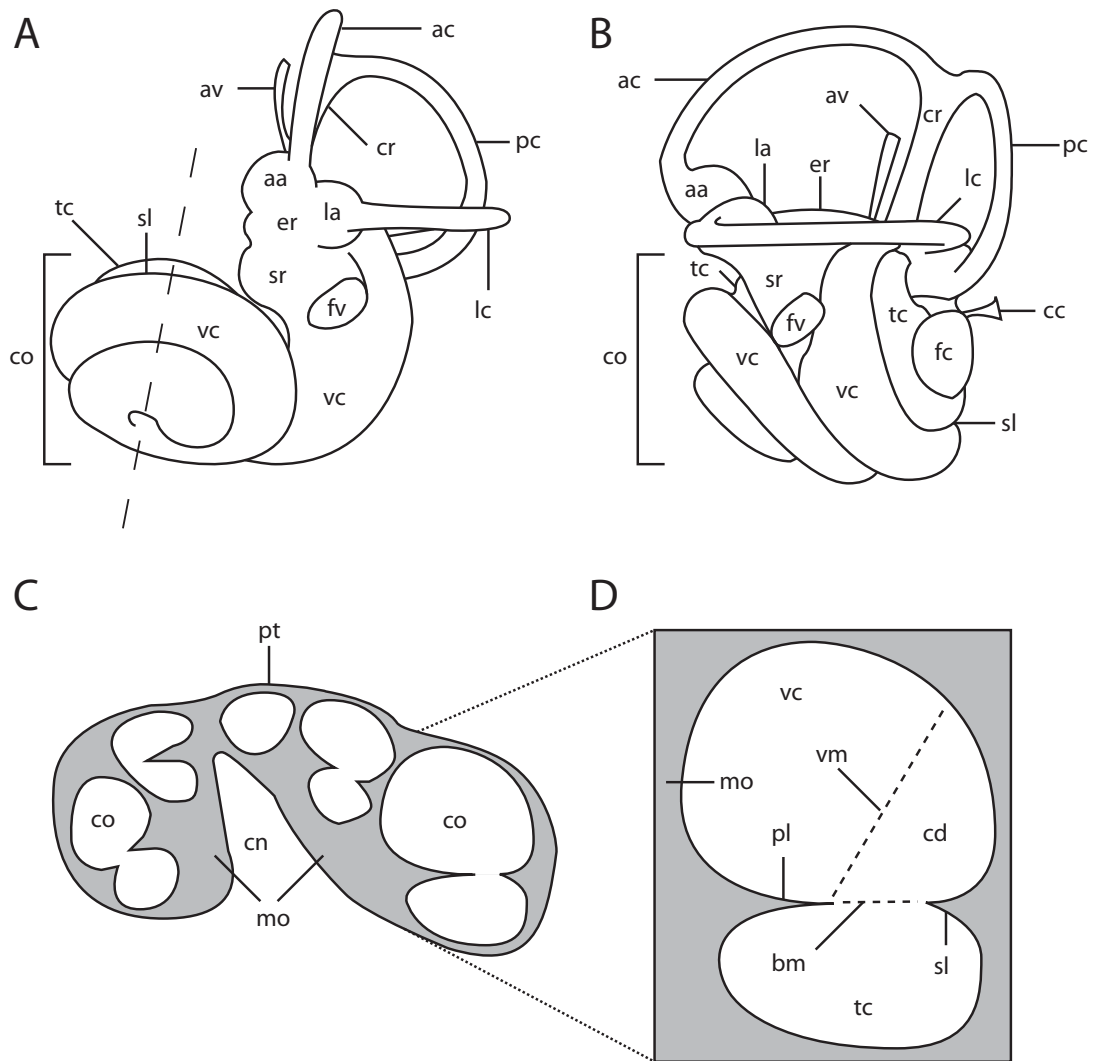 A
ac
av
cr
pc
aa
la
er
tc
sl
sr
fv
lc
vc
co
vc
B
ac
av
cr
pc
la
er
lc
aa
tc
sr
fv
tc
cc
co
vc
fc
vc
sl
C
pt
co
co
cn
mo
D
vc
vm
mo
pl
cd
bm
sl
tc